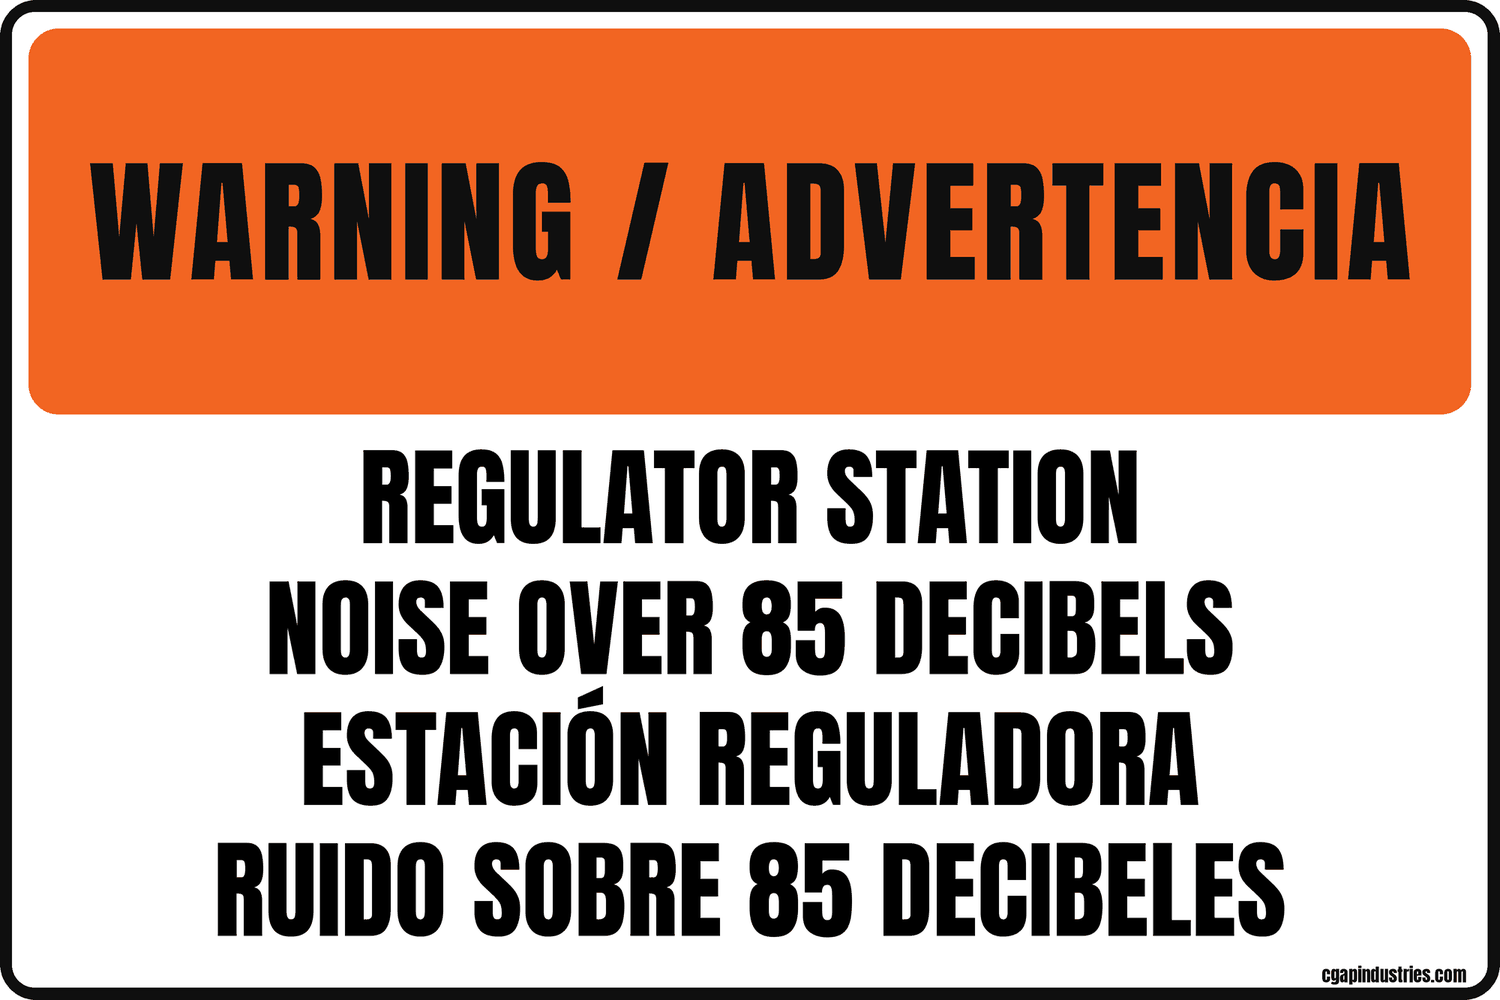 WARNING / ADVERTENCIA
REGULATOR STATION
NOISE OVER 85 DECIBELS
ESTACIÓN REGULADORA
RUIDO SOBRE 85 DECIBELES
cgapindustries.com